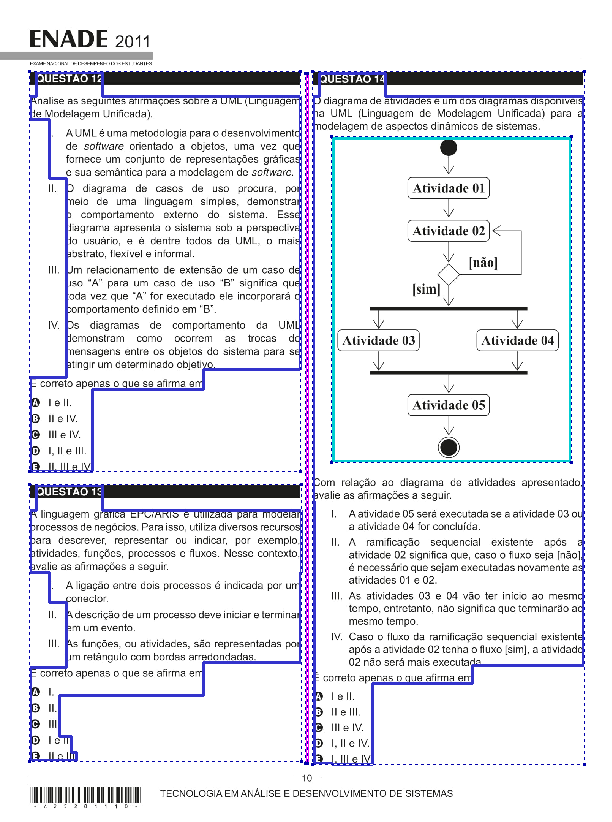 ENADE 2011
EXAME NACIONAL DE DESEMPENHO DOS ESTUDANTES
QUESTÃO 12
Analise as seguintes afirmações sobre a UML (Linguagem
de Modelagem Unificada).
I. A UML é uma metodologia para o desenvolvimento
de software orientado a objetos, uma vez que
fornece um conjunto de representações gráficas
e sua semântica para a modelagem de software.
II. O diagrama de casos de uso procura, por
meio de uma linguagem simples, demonstrar
o comportamento externo do sistema. Esse
diagrama apresenta o sistema sob a perspectiva
do usuário, e é dentre todos da UML, o mais
abstrato, flexível e informal.
III. Um relacionamento de extensão de um caso de
uso “A” para um caso de uso “B” significa que
toda vez que “A” for executado ele incorporará o
comportamento definido em “B”.
IV. Os diagramas de comportamento da UML
demonstram como ocorrem as trocas de
mensagens entre os objetos do sistema para se
atingir um determinado objetivo.
É correto apenas o que se afirma em
A I e II.
B II e IV.
C III e IV.
D I, II e III.
E II, III e IV.
QUESTÃO 13
A linguagem gráfica EPC/ARIS é utilizada para modelar
processos de negócios. Para isso, utiliza diversos recursos
para descrever, representar ou indicar, por exemplo,
atividades, funções, processos e fluxos. Nesse contexto,
avalie as afirmações a seguir.
I. A ligação entre dois processos é indicada por um
conector.
II. A descrição de um processo deve iniciar e terminar
em um evento.
III. As funções, ou atividades, são representadas por
um retângulo com bordas arredondadas.
É correto apenas o que se afirma em
A I.
B II.
C III.
D I e II.
E II e III.
QUESTÃO 14
O diagrama de atividades é um dos diagramas disponíveis
na UML (Linguagem de Modelagem Unificada) para a
modelagem de aspectos dinâmicos de sistemas.
Atividade 01
Atividade 02
[não]
[sim]
Atividade 03 Atividade 04
Atividade 05
Com relação ao diagrama de atividades apresentado,
avalie as afirmações a seguir.
I. A atividade 05 será executada se a atividade 03 ou
a atividade 04 for concluída.
II. A ramificação sequencial existente após a
atividade 02 significa que, caso o fluxo seja [não],
é necessário que sejam executadas novamente as
atividades 01 e 02.
III. As atividades 03 e 04 vão ter início ao mesmo
tempo, entretanto, não significa que terminarão ao
mesmo tempo.
IV. Caso o fluxo da ramificação sequencial existente
após a atividade 02 tenha o fluxo [sim], a atividade
02 não será mais executada.
É correto apenas o que se afirma em
A I e II.
B II e III.
C III e IV.
D I, II e IV.
E I, III e IV.
10
TECNOLOGIA EM ANÁLISE E DESENVOLVIMENTO DE SISTEMAS